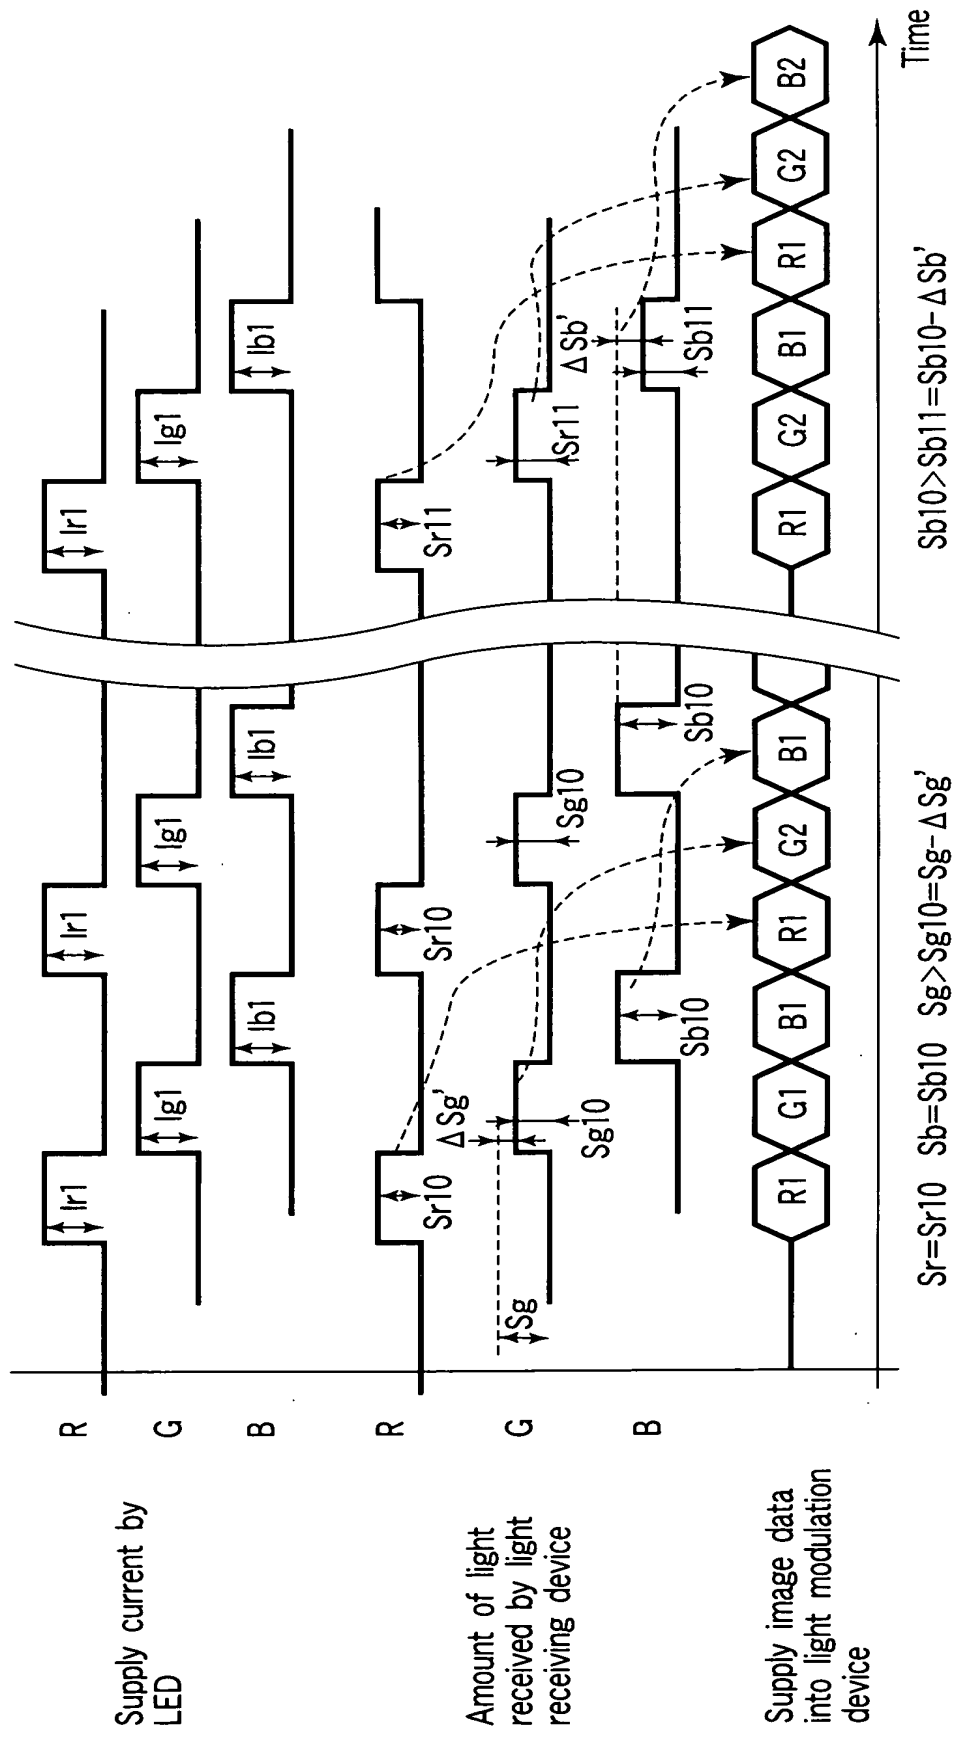 Supply current by
LED
R
Ir1
Ir1
Ir1
G
Ig1
Ig1
Ig1
B
Ib1
Ib1
Ib1
Amount of light
received by light
receiving device
R
Sr10
Sr10
Sr11
G
Sg
ΔSg'
Sg10
Sg10
Sr11
B
Sb10
Sb10
ΔSb'
Sb11
Supply image data
into light modulation
device
R1
G1
B1
R1
G2
B1
R1
G2
B1
R1
G2
B2
Time
Sr=Sr10 Sb=Sb10 Sg>Sg10=Sg-ΔSg'
Sb10>Sb11=Sb10-ΔSb'